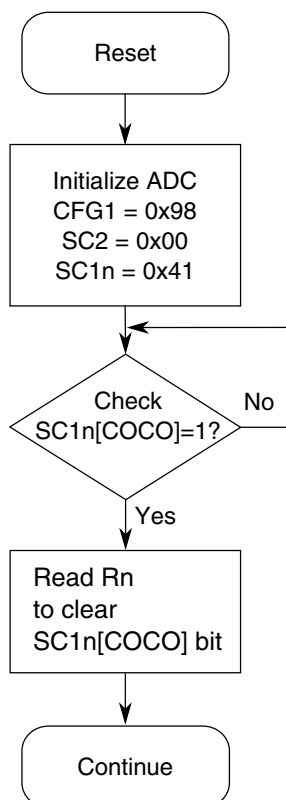 Reset
Initialize ADC
CFG1 = 0x98
SC2 = 0x00
SC1n = 0x41
Check
SC1n[COCO]=1?
No
Yes
Read Rn
to clear
SC1n[COCO] bit
Continue